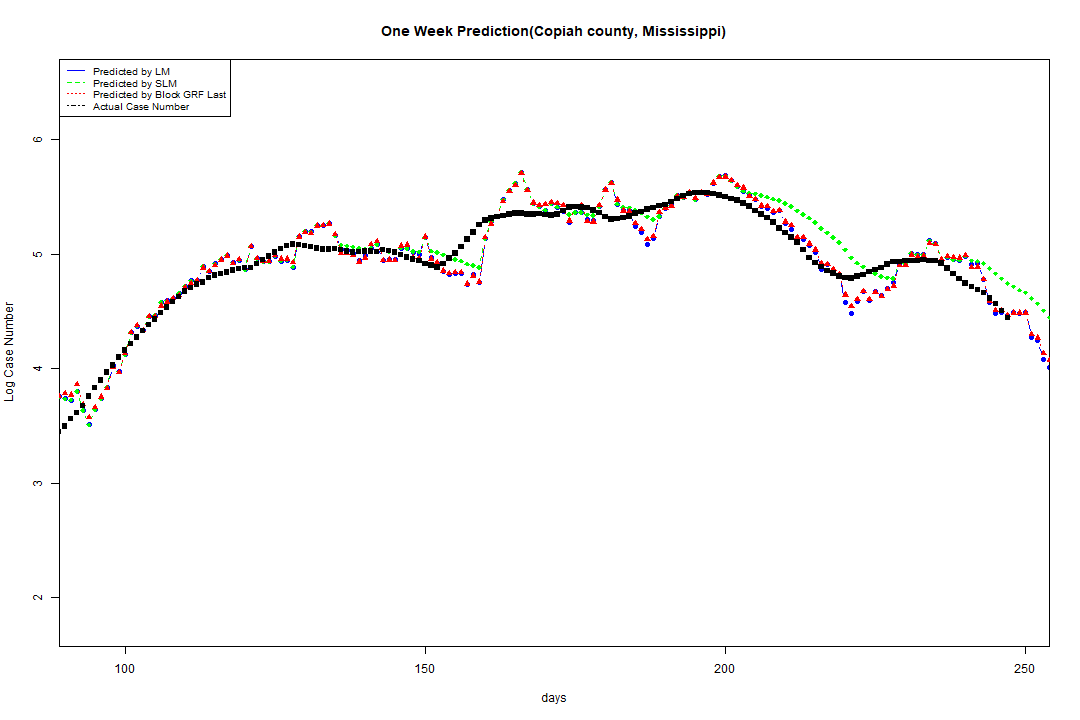 One Week Prediction(Copiah county, Mississippi)
Predicted by LM
Predicted by SLM
Predicted by Block GRF Last
Actual Case Number
6
5
4
3
2
Log Case Number
100 150 200 250
days